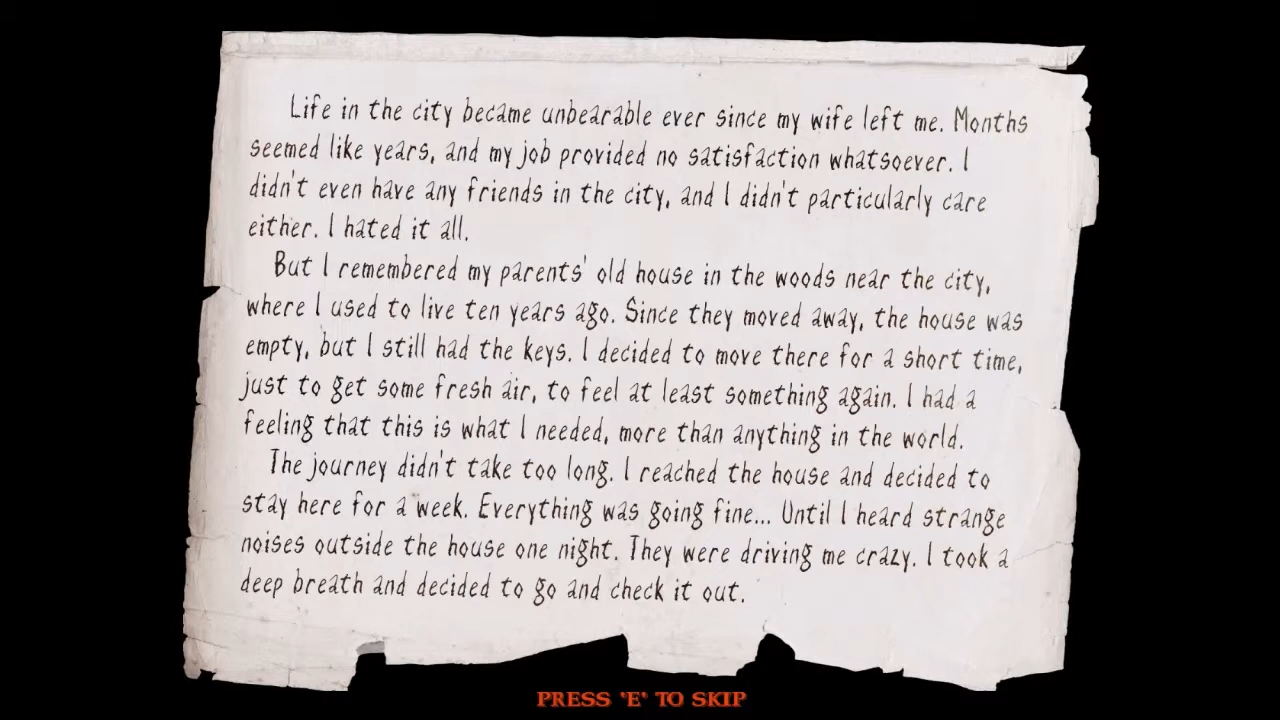 Life in the city became unbearable ever since my wife left me. Months
seemed like years, and my job provided no satisfaction whatsoever. I
didn't even have any friends in the city, and I didn't particularly care
either. I hated it all.
But I remembered my parents' old house in the woods near the city,
where I used to live ten years ago. Since they moved away, the house was
empty, but I still had the keys. I decided to move there for a short time,
just to get some fresh air, to feel at least something again. I had a
feeling that this is what I needed, more than anything in the world.
The journey didn't take too long. I reached the house and decided to
stay here for a week. Everything was going fine... Until I heard strange
noises outside the house one night. They were driving me crazy. I took a
deep breath and decided to go and check it out.
PRESS 'E' TO SKIP